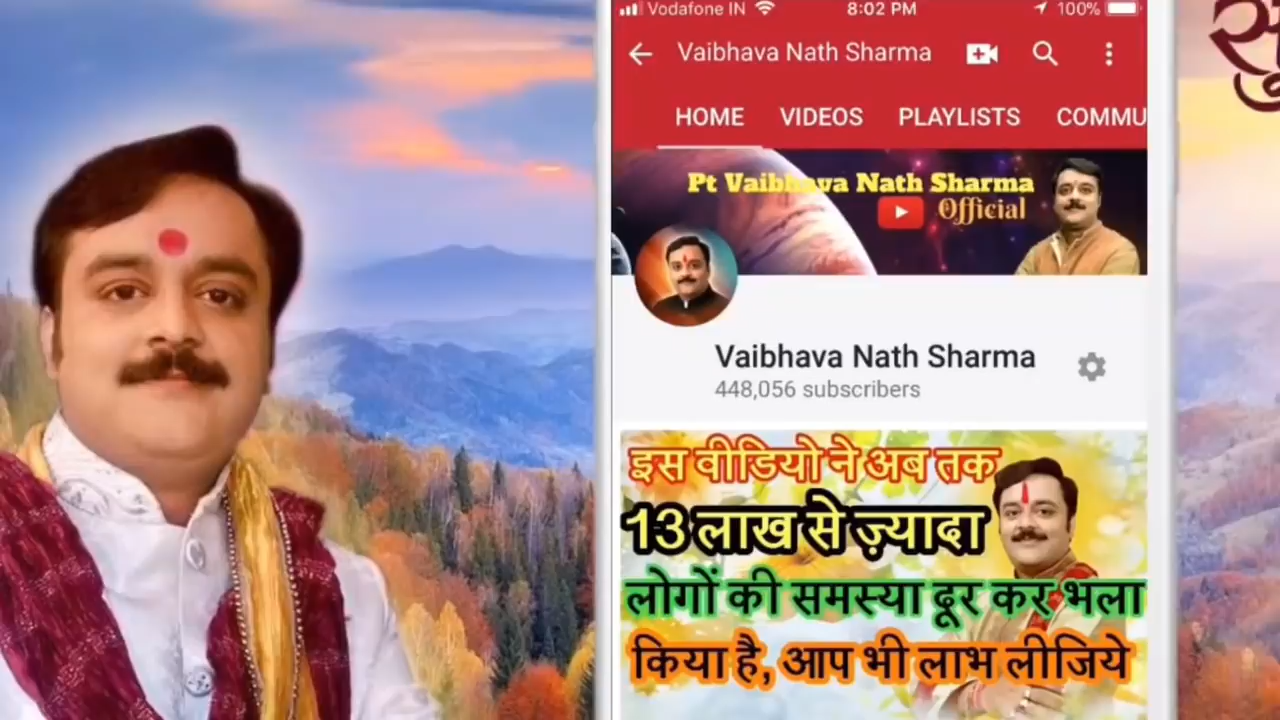 Vodafone IN 8:02 PM 100%
Vaibhava Nath Sharma
HOME VIDEOS PLAYLISTS COMMU
Pt Vaibhava Nath Sharma
Official
Vaibhava Nath Sharma
448,056 subscribers
इस वीडियो ने अब तक
13 लाख से ज़्यादा
लोगों की समस्या दूर कर भला
किया है, आप भी लाभ लीजिये